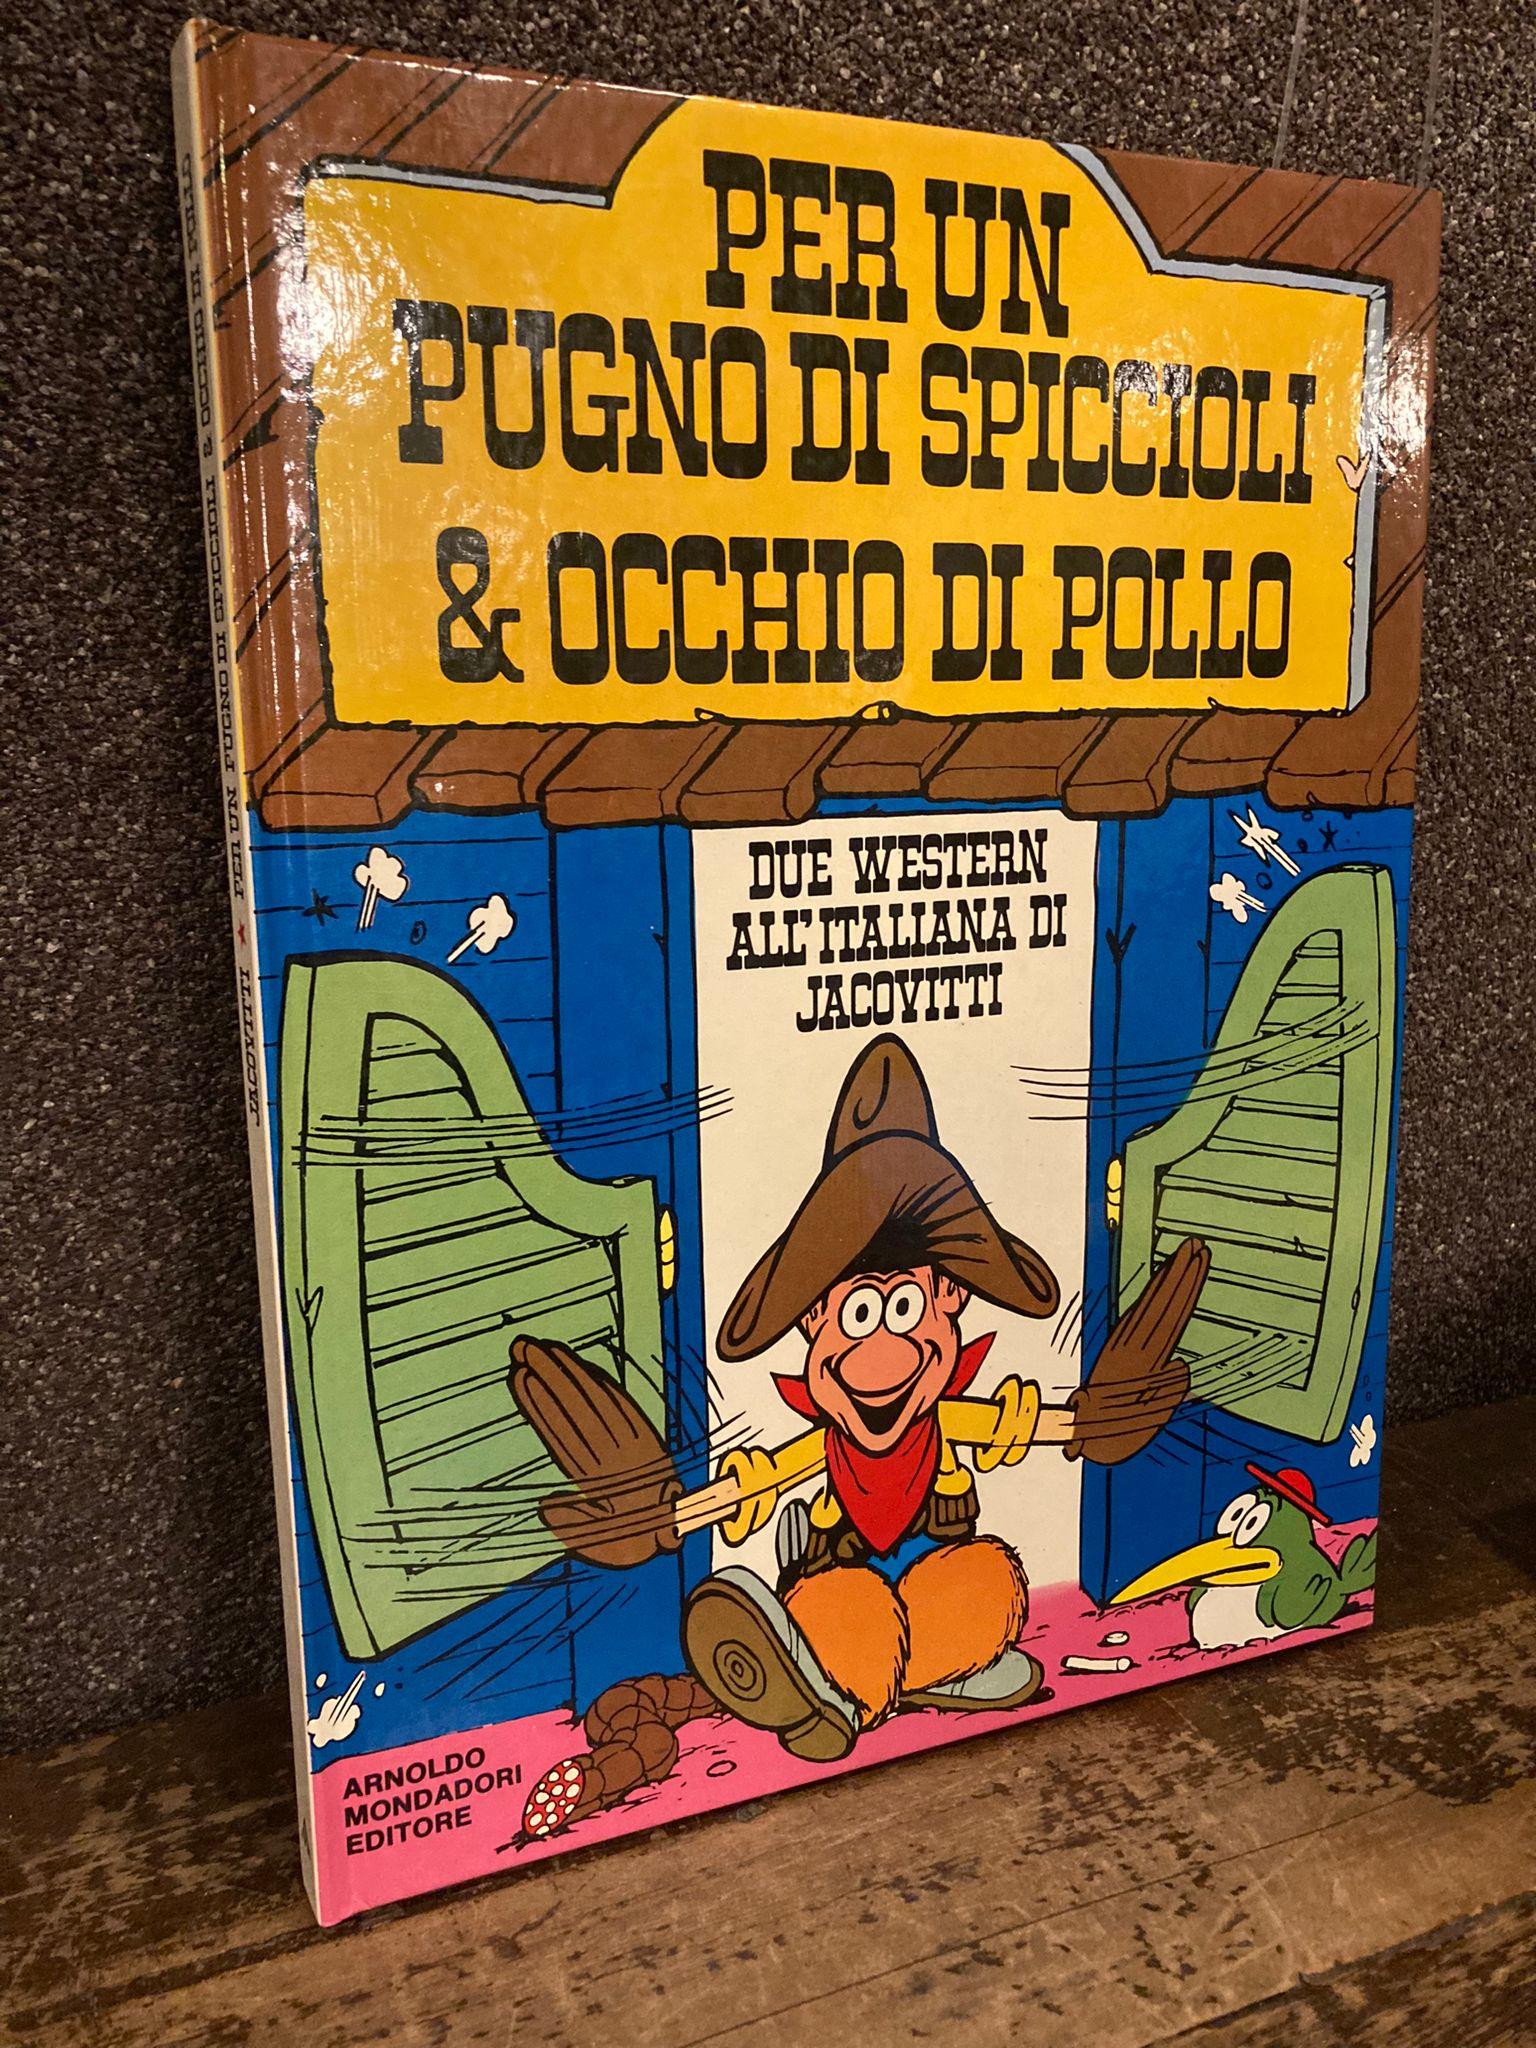 PER UN
PUGNO DI SPICCIOLI
& OCCHIO DI POLLO
DUE WESTERN
ALL'ITALIANA DI
JACOVITTI
ARNOLDO
MONDADORI
EDITORE
JACOVITTI ★ PER UN PUGNO DI SPICCIOLI & OCCHIO DI POLLO